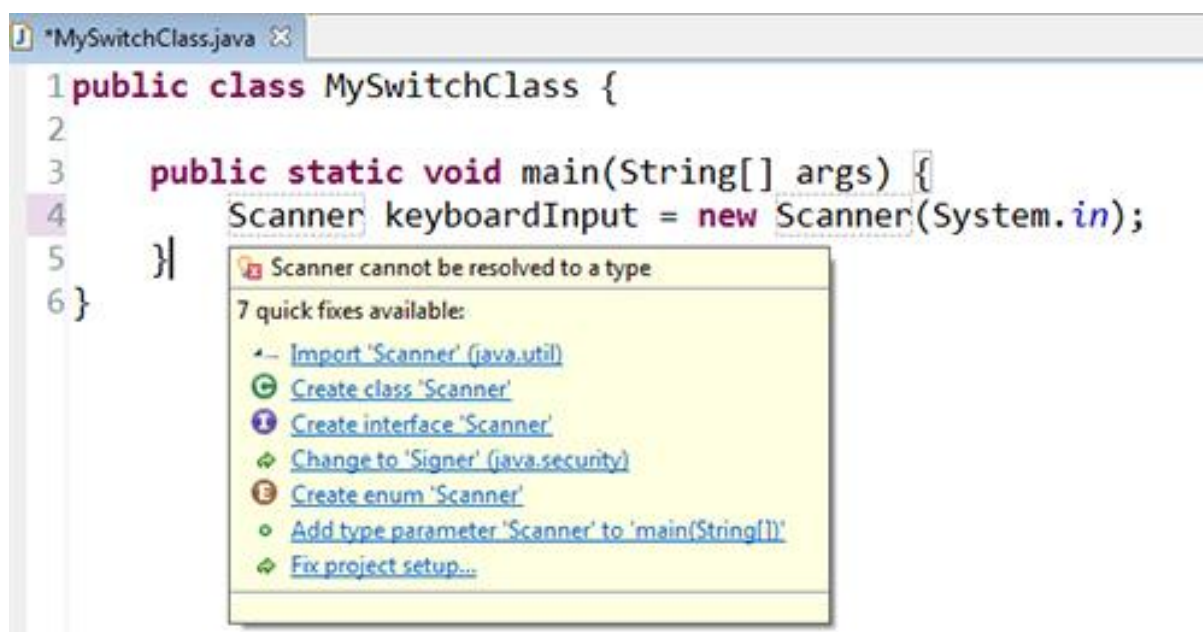 *MySwitchClass.java
1 public class MySwitchClass {
2
3 public static void main(String[] args) {
4 Scanner keyboardInput = new Scanner(System.in);
5 }
6 }
Scanner cannot be resolved to a type
7 quick fixes available:
Import 'Scanner' (java.util)
Create class 'Scanner'
Create interface 'Scanner'
Change to 'Signer' (java.security)
Create enum 'Scanner'
Add type parameter 'Scanner' to 'main(String[])'
Fix project setup...